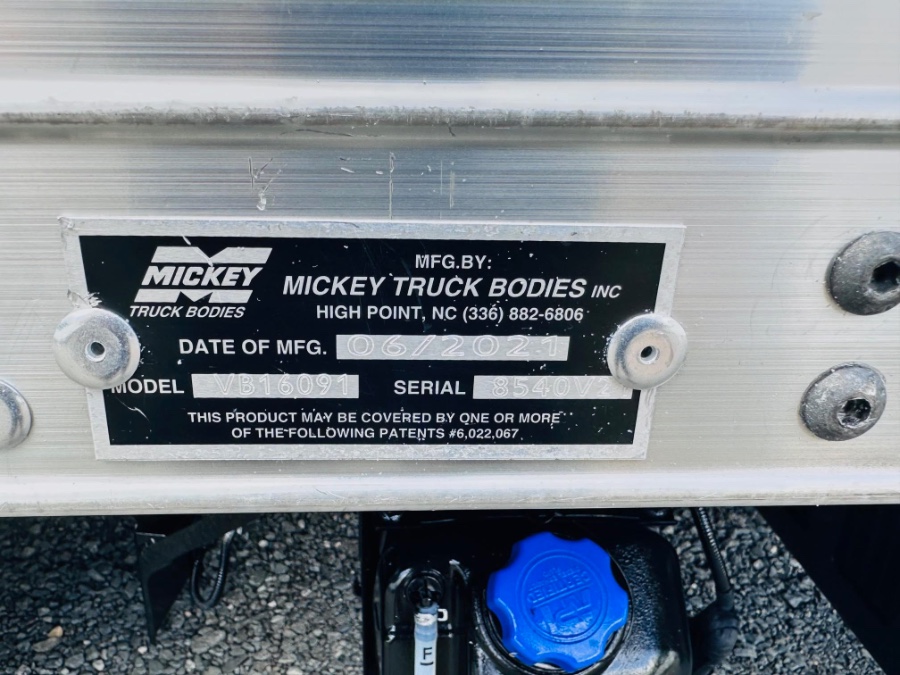 MICKEY
TRUCK BODIES
MFG.BY:
MICKEY TRUCK BODIES INC
HIGH POINT, NC (336) 882-6806
DATE OF MFG. 06/2021
MODEL VB16091 SERIAL 8540V2
THIS PRODUCT MAY BE COVERED BY ONE OR MORE
OF THE FOLLOWING PATENTS #6,022,067
F